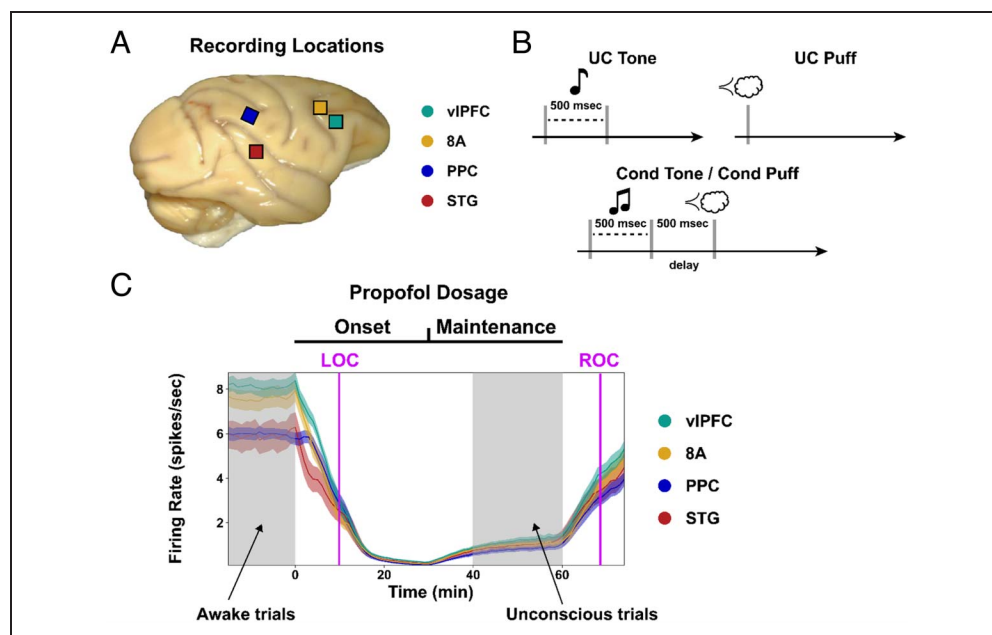 A
Recording Locations
vlPFC
8A
PPC
STG
B
UC Tone
500 msec
UC Puff
Cond Tone / Cond Puff
500 msec
500 msec
delay
C
Propofol Dosage
Onset
Maintenance
LOC
ROC
Firing Rate (spikes/sec)
8
6
4
2
0
20
40
60
Time (min)
vlPFC
8A
PPC
STG
Awake trials
Unconscious trials